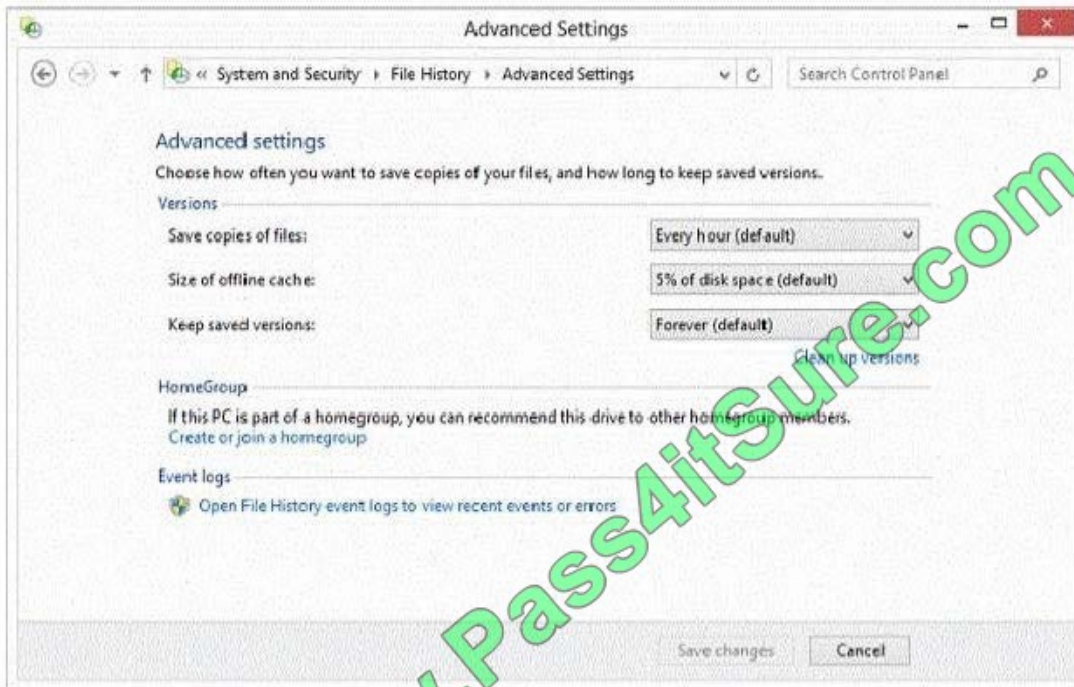 Advanced Settings
« System and Security ▸ File History ▸ Advanced Settings
Search Control Panel
Advanced settings
Choose how often you want to save copies of your files, and how long to keep saved versions.
Versions
Save copies of files: Every hour (default)
Size of offline cache: 5% of disk space (default)
Keep saved versions: Forever (default)
Clean up versions
HomeGroup
If this PC is part of a homegroup, you can recommend this drive to other homegroup members.
Create or join a homegroup
Event logs
Open File History event logs to view recent events or errors
Save changes Cancel
.Pass4itSure.com